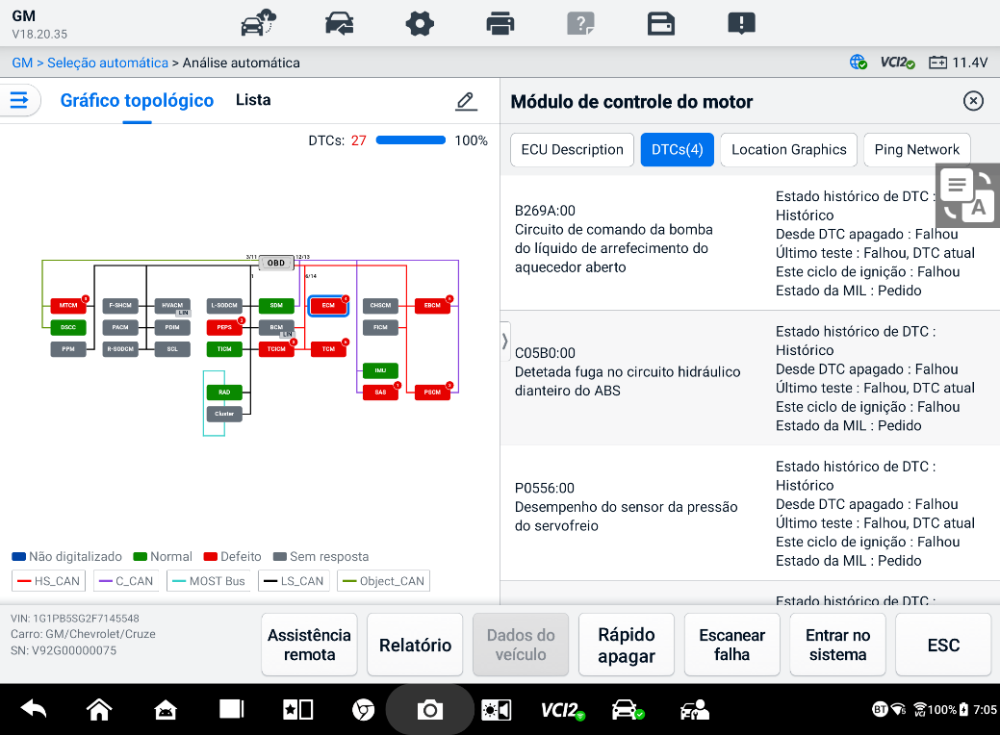 GM
V18.20.35
GM > Seleção automática > Análise automática
VCI2
11.4V
Gráfico topológico
Lista
DTCs: 27
100%
3/11
OBD
12/13
1
6/14
MTCM
F-SHCM
HVACM
LIN
L-SODCM
SDM
ECM
CHSCM
EBCM
DSCC
PACM
PDIM
PEPS
BCM
LIN
FICM
PPM
R-SODCM
SCL
TICM
TCICM
TCM
IMU
RAD
SAS
PSCM
Cluster
Não digitalizado
Normal
Defeito
Sem resposta
HS_CAN
C_CAN
MOST Bus
LS_CAN
Object_CAN
Módulo de controle do motor
ECU Description
DTCs(4)
Location Graphics
Ping Network
A
B269A:00
Circuito de comando da bomba
do líquido de arrefecimento do
aquecedor aberto
Estado histórico de DTC :
Histórico
Desde DTC apagado : Falhou
Último teste : Falhou, DTC atual
Este ciclo de ignição : Falhou
Estado da MIL : Pedido
C05B0:00
Detetada fuga no circuito hidráulico
dianteiro do ABS
Estado histórico de DTC :
Histórico
Desde DTC apagado : Falhou
Último teste : Falhou, DTC atual
Este ciclo de ignição : Falhou
Estado da MIL : Pedido
P0556:00
Desempenho do sensor da pressão
do servofreio
Estado histórico de DTC :
Histórico
Desde DTC apagado : Falhou
Último teste : Falhou, DTC atual
Este ciclo de ignição : Falhou
Estado da MIL : Pedido
Estado histórico de DTC :
VIN: 1G1PB5SG2F7145548
Carro: GM/Chevrolet/Cruze
SN: V92G00000075
Assistência
remota
Relatório
Dados do
veículo
Rápido
apagar
Escanear
falha
Entrar no
sistema
ESC
VCI2
BT
VCI
100%
7:05